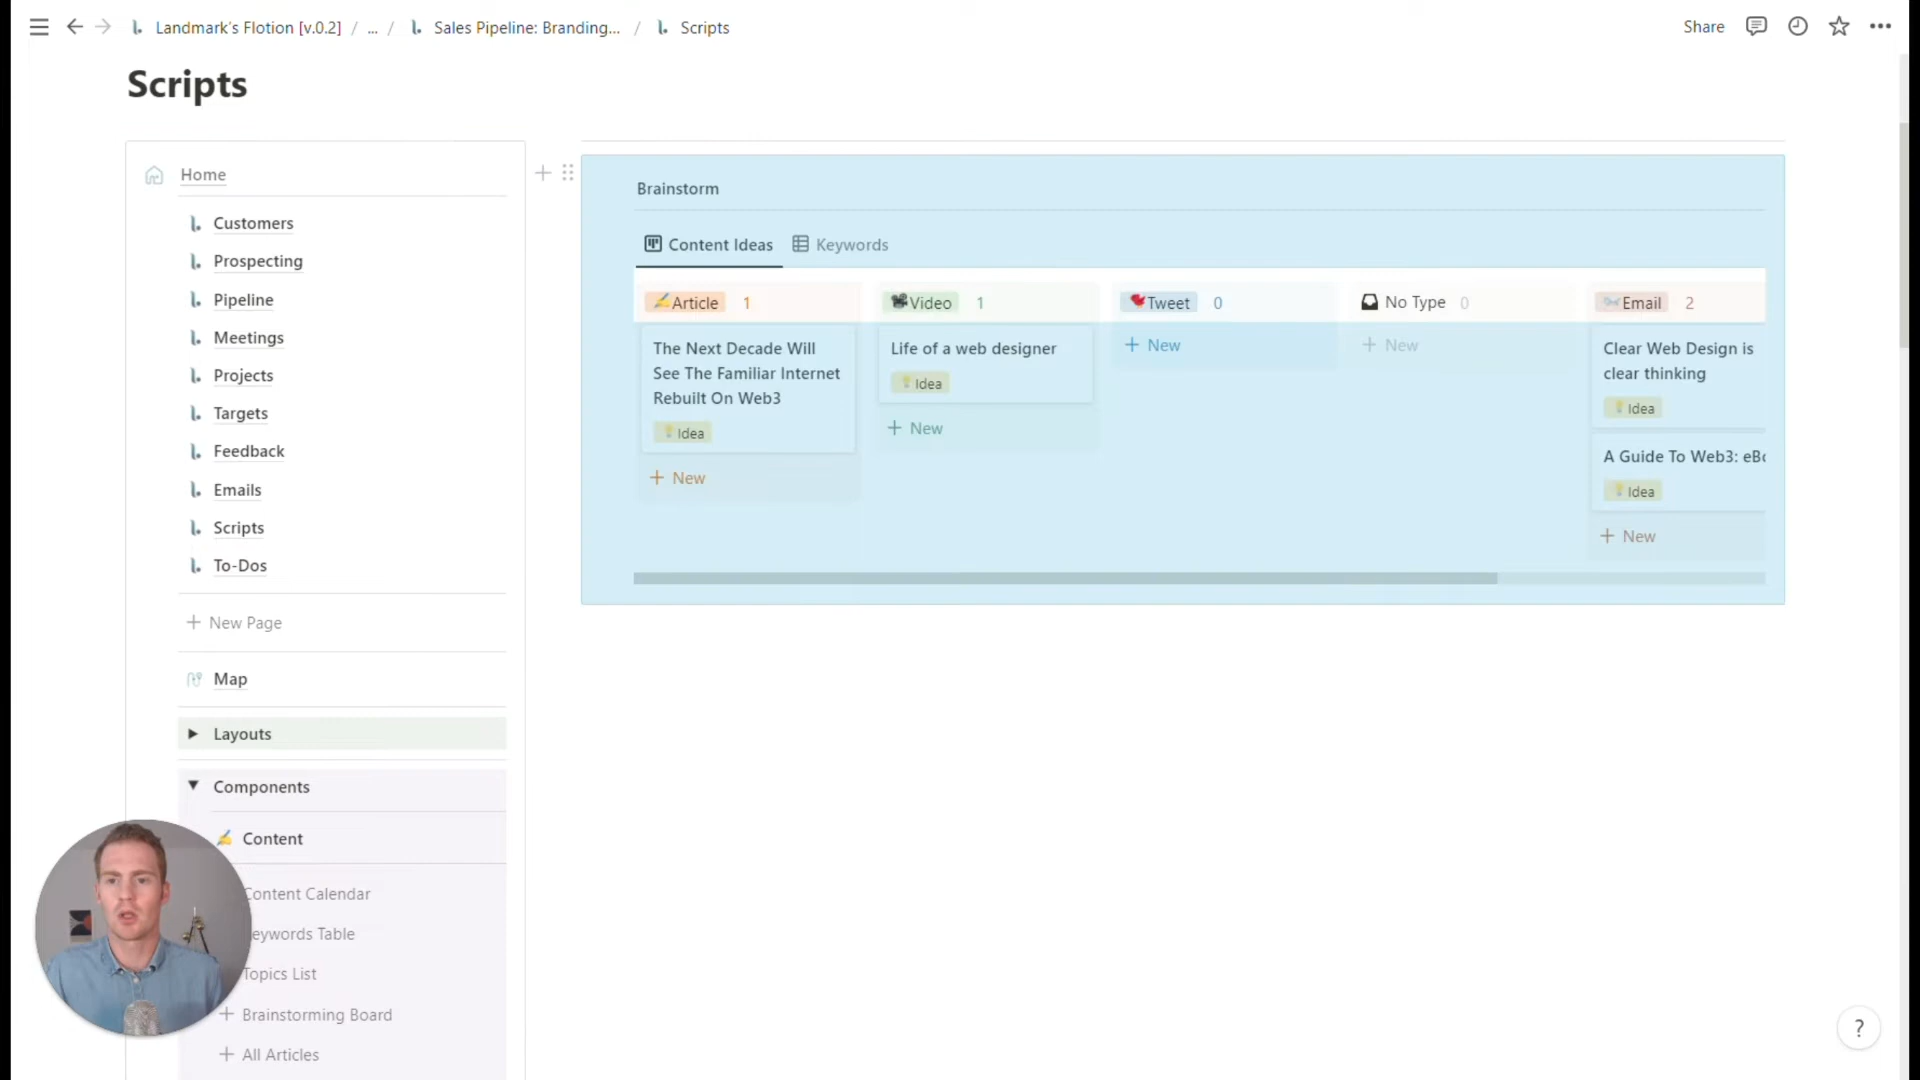 Landmark's Flotion [v.0.2] / ... / Sales Pipeline: Branding... / Scripts
Share
Scripts
Home
Customers
Prospecting
Pipeline
Meetings
Projects
Targets
Feedback
Emails
Scripts
To-Dos
+ New Page
Map
Layouts
Components
Content
Content Calendar
eywords Table
Topics List
+ Brainstorming Board
+ All Articles
Brainstorm
Content Ideas
Keywords
Article 1
The Next Decade Will
See The Familiar Internet
Rebuilt On Web3
Idea
+ New
Video 1
Life of a web designer
Idea
+ New
Tweet 0
+ New
No Type 0
+ New
Email 2
Clear Web Design is
clear thinking
Idea
A Guide To Web3: eBo
Idea
+ New
?